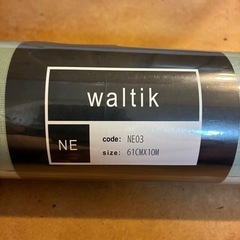 waltik
NE
code: NE03
size: 61CMX10M